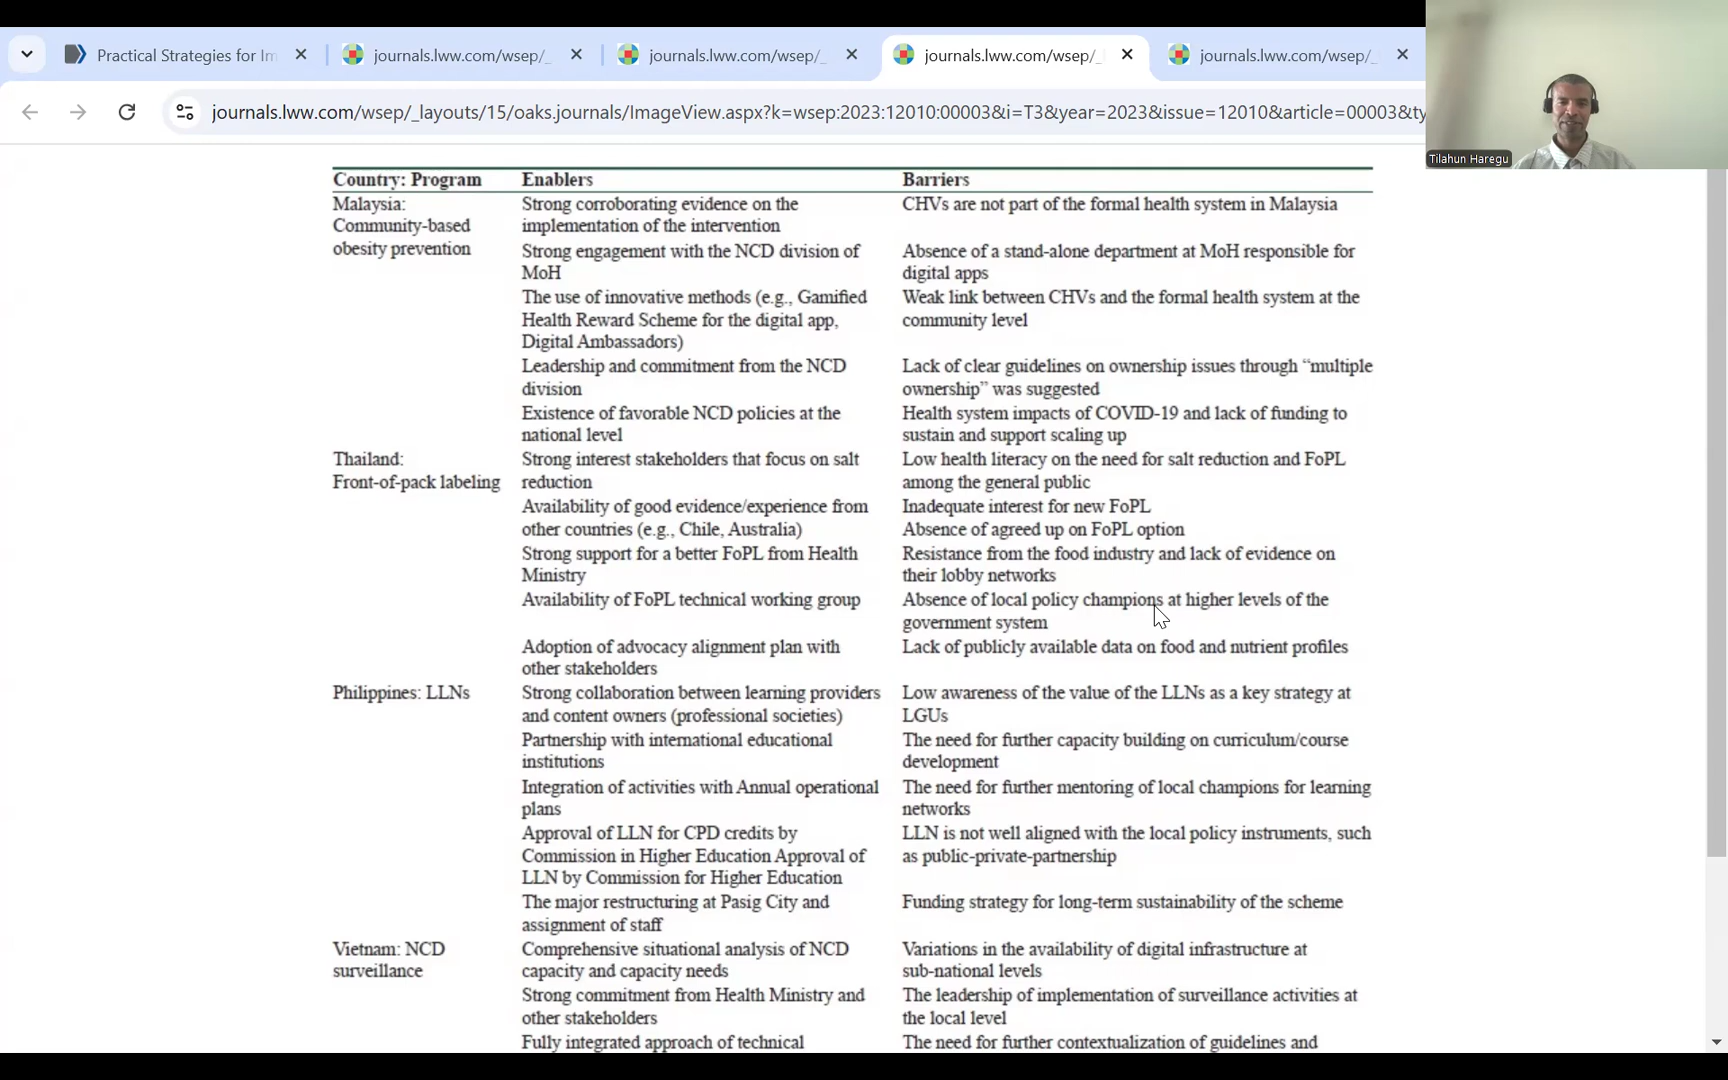 Practical Strategies for Im
journals.lww.com/wsep/_
journals.lww.com/wsep/_
journals.lww.com/wsep/_
journals.lww.com/wsep/_
journals.lww.com/wsep/_layouts/15/oaks.journals/ImageView.aspx?k=wsep:2023:12010:00003&i=T3&year=2023&issue=12010&article=00003&ty
Tilahun Haregu
Country: Program Enablers Barriers
Malaysia: Strong corroborating evidence on the CHVs are not part of the formal health system in Malaysia
Community-based implementation of the intervention
obesity prevention Strong engagement with the NCD division of Absence of a stand-alone department at MoH responsible for
MoH digital apps
The use of innovative methods (e.g., Gamified Weak link between CHVs and the formal health system at the
Health Reward Scheme for the digital app, community level
Digital Ambassadors)
Leadership and commitment from the NCD Lack of clear guidelines on ownership issues through “multiple
division ownership” was suggested
Existence of favorable NCD policies at the Health system impacts of COVID-19 and lack of funding to
national level sustain and support scaling up
Thailand: Strong interest stakeholders that focus on salt Low health literacy on the need for salt reduction and FoPL
Front-of-pack labeling reduction among the general public
Availability of good evidence/experience from Inadequate interest for new FoPL
other countries (e.g., Chile, Australia) Absence of agreed up on FoPL option
Strong support for a better FoPL from Health Resistance from the food industry and lack of evidence on
Ministry their lobby networks
Availability of FoPL technical working group Absence of local policy champions at higher levels of the
government system
Adoption of advocacy alignment plan with Lack of publicly available data on food and nutrient profiles
other stakeholders
Philippines: LLNs Strong collaboration between learning providers Low awareness of the value of the LLNs as a key strategy at
and content owners (professional societies) LGUs
Partnership with international educational The need for further capacity building on curriculum/course
institutions development
Integration of activities with Annual operational The need for further mentoring of local champions for learning
plans networks
Approval of LLN for CPD credits by LLN is not well aligned with the local policy instruments, such
Commission in Higher Education Approval of as public-private-partnership
LLN by Commission for Higher Education
The major restructuring at Pasig City and Funding strategy for long-term sustainability of the scheme
assignment of staff
Vietnam: NCD Comprehensive situational analysis of NCD Variations in the availability of digital infrastructure at
surveillance capacity and capacity needs sub-national levels
Strong commitment from Health Ministry and The leadership of implementation of surveillance activities at
other stakeholders the local level
Fully integrated approach of technical The need for further contextualization of guidelines and